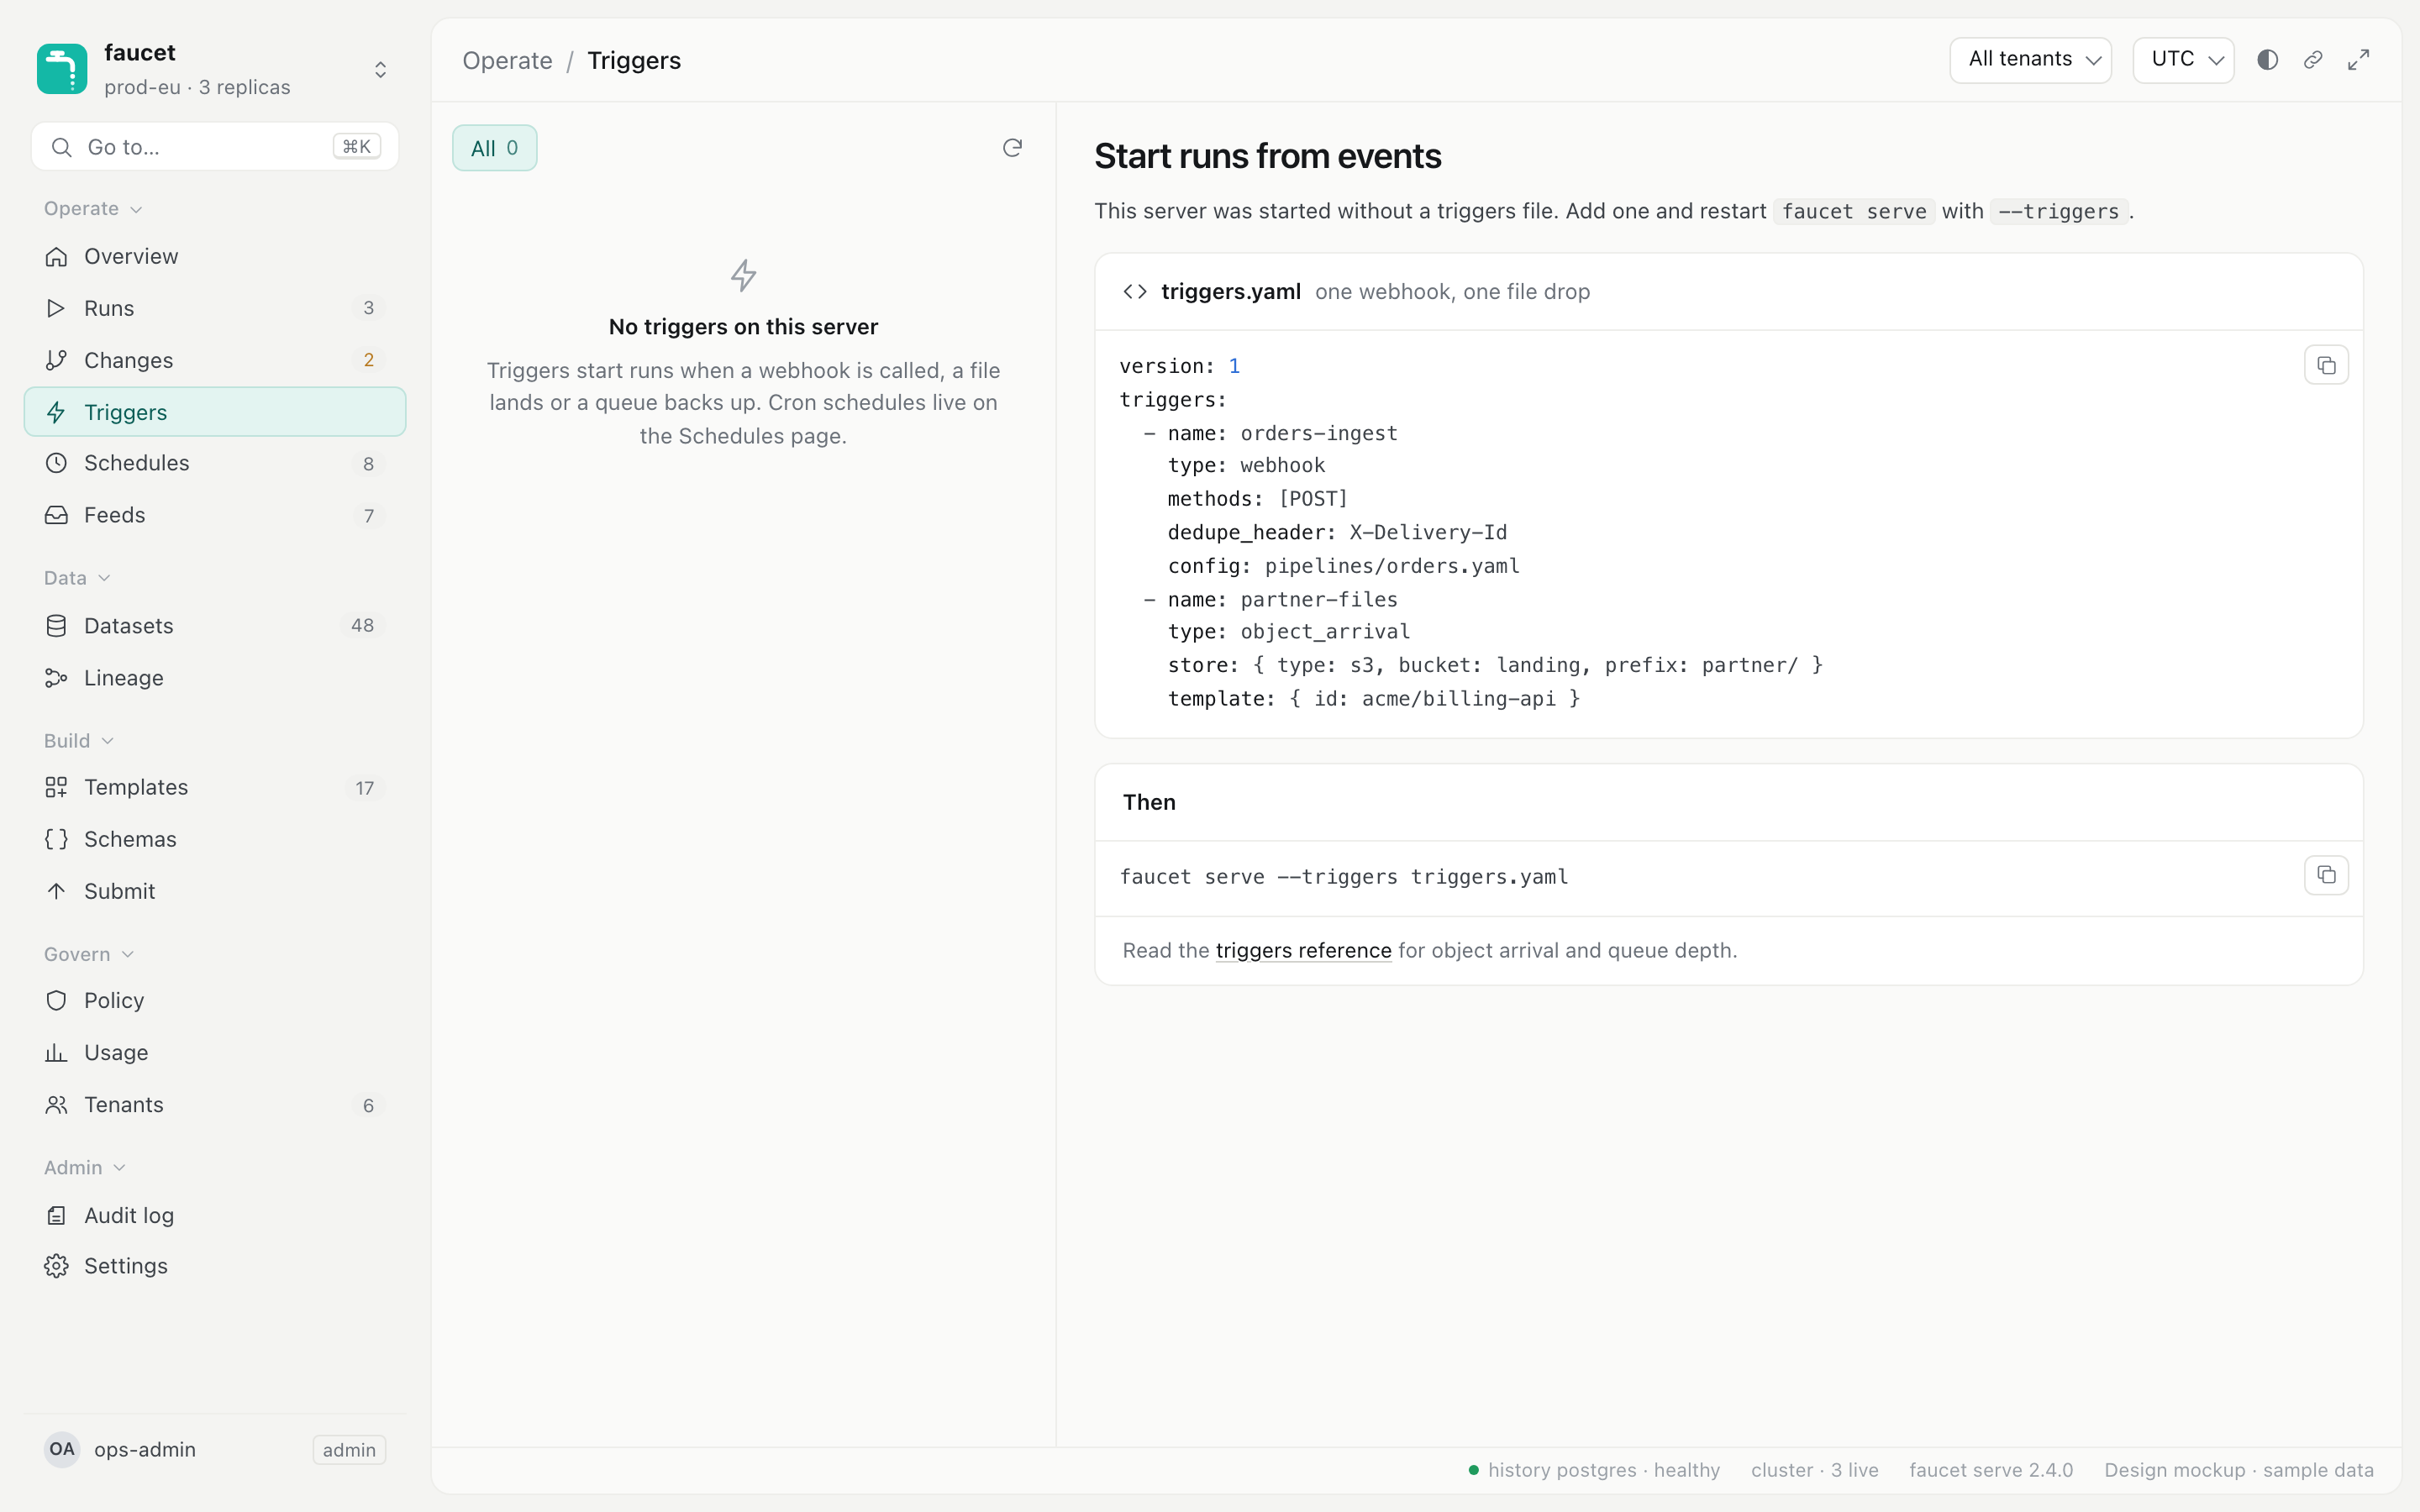 faucet
prod-eu · 3 replicas
Go to...
⌘K
Operate
Overview
Runs 3
Changes 2
Triggers
Schedules 8
Feeds 7
Data
Datasets 48
Lineage
Build
Templates 17
Schemas
Submit
Govern
Policy
Usage
Tenants 6
Admin
Audit log
Settings
OA ops-admin admin
Operate / Triggers
All tenants
UTC
All 0
No triggers on this server
Triggers start runs when a webhook is called, a file
lands or a queue backs up. Cron schedules live on
the Schedules page.
Start runs from events
This server was started without a triggers file. Add one and restart faucet serve with --triggers.
triggers.yaml one webhook, one file drop
version: 1
triggers:
  - name: orders-ingest
    type: webhook
    methods: [POST]
    dedupe_header: X-Delivery-Id
    config: pipelines/orders.yaml
  - name: partner-files
    type: object_arrival
    store: { type: s3, bucket: landing, prefix: partner/ }
    template: { id: acme/billing-api }
Then
faucet serve --triggers triggers.yaml
Read the triggers reference for object arrival and queue depth.
history postgres · healthy
cluster · 3 live
faucet serve 2.4.0
Design mockup · sample data